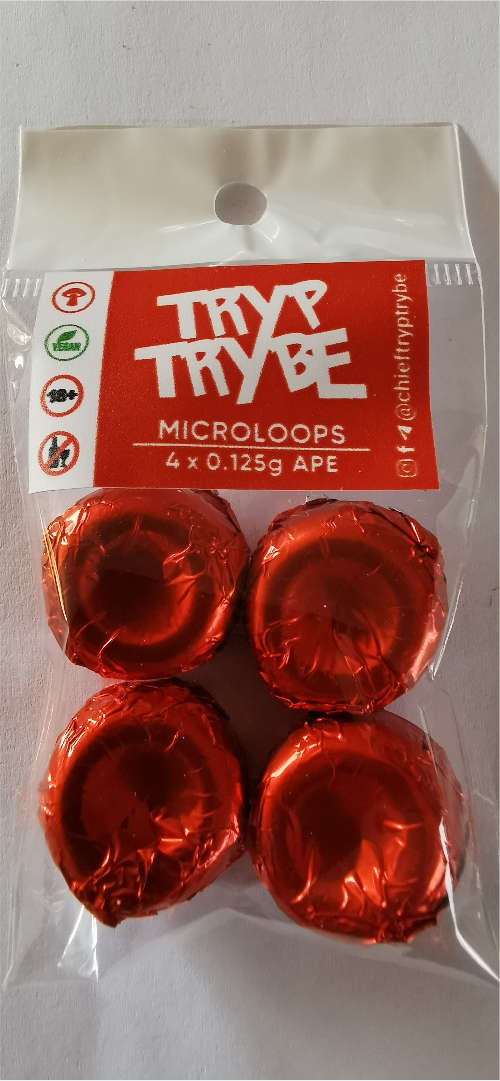 TRYP
TRYBE
MICROLOOPS
4 x 0.125g APE
VEGAN
18+
@chieftryptrybe